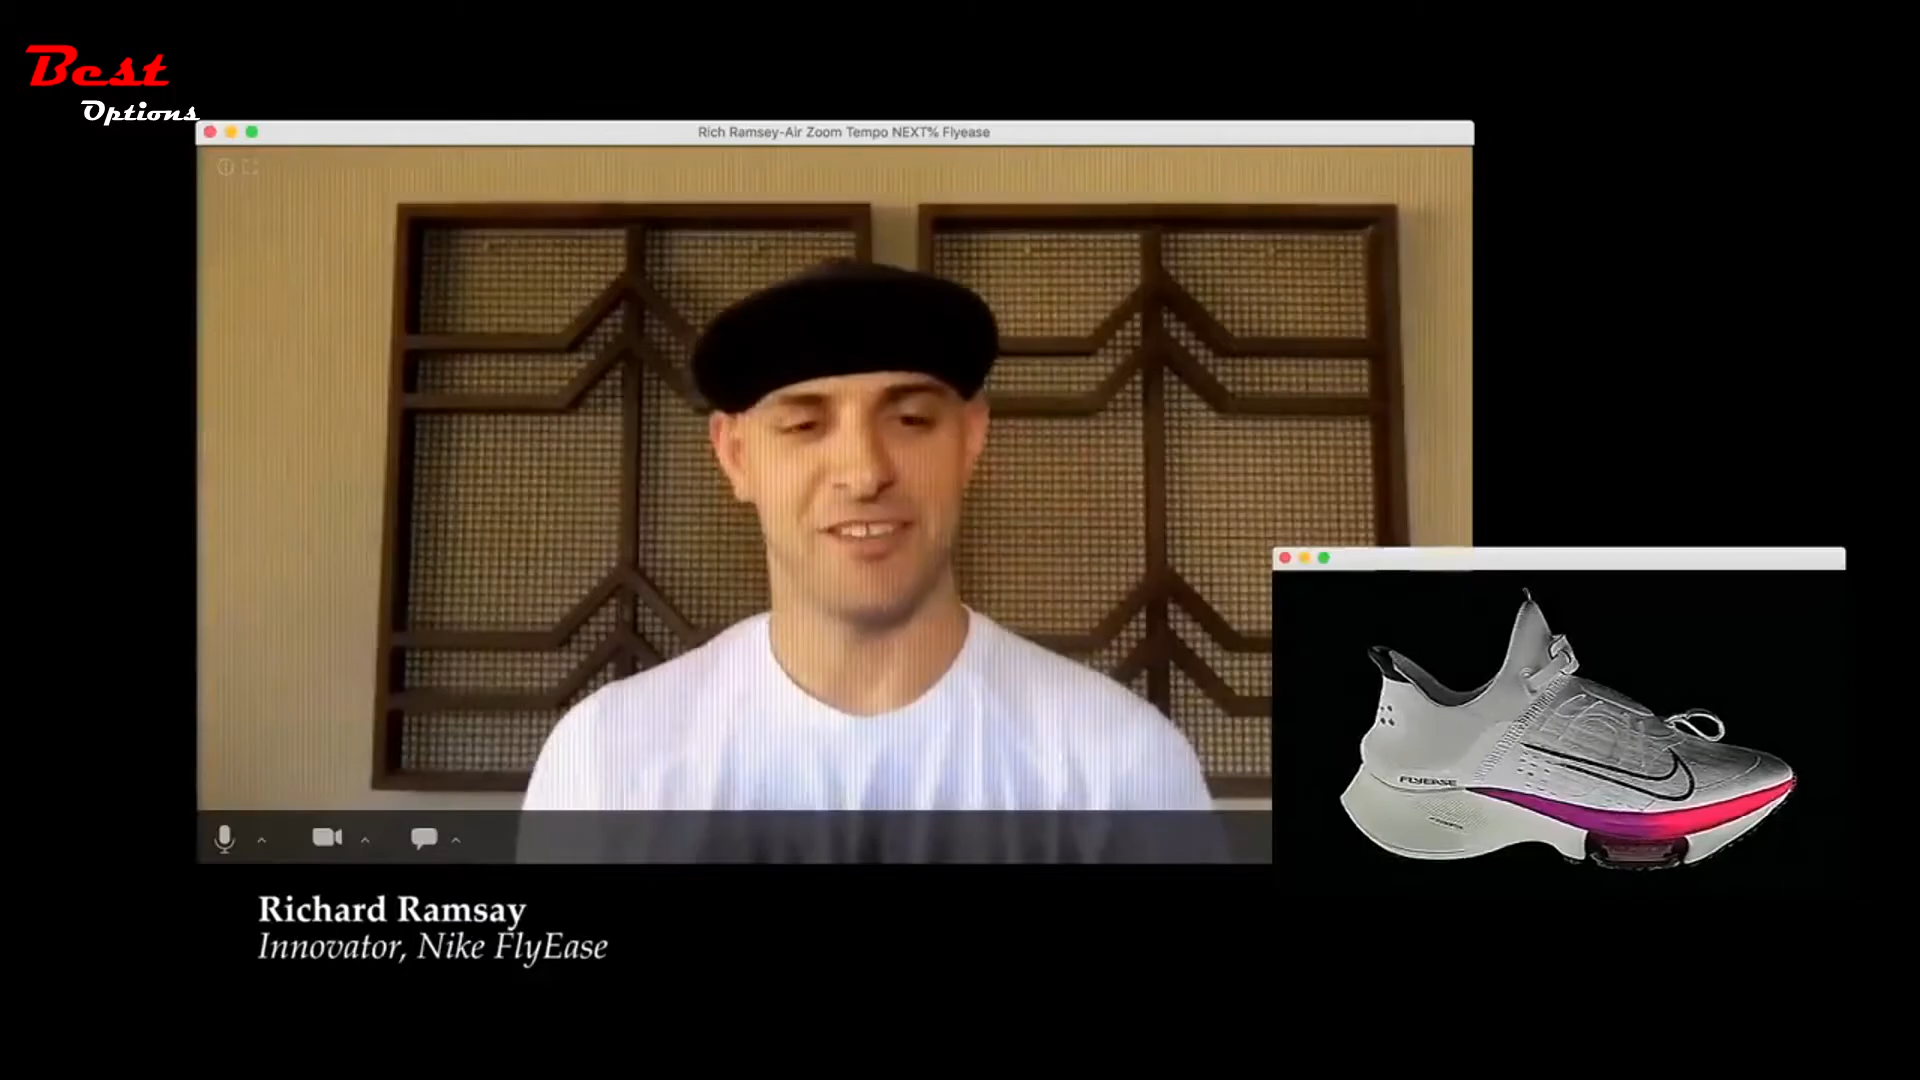 Best
Options
Rich Ramsey-Air Zoom Tempo NEXT% Flyease
FLYEASE
Richard Ramsay
Innovator, Nike FlyEase